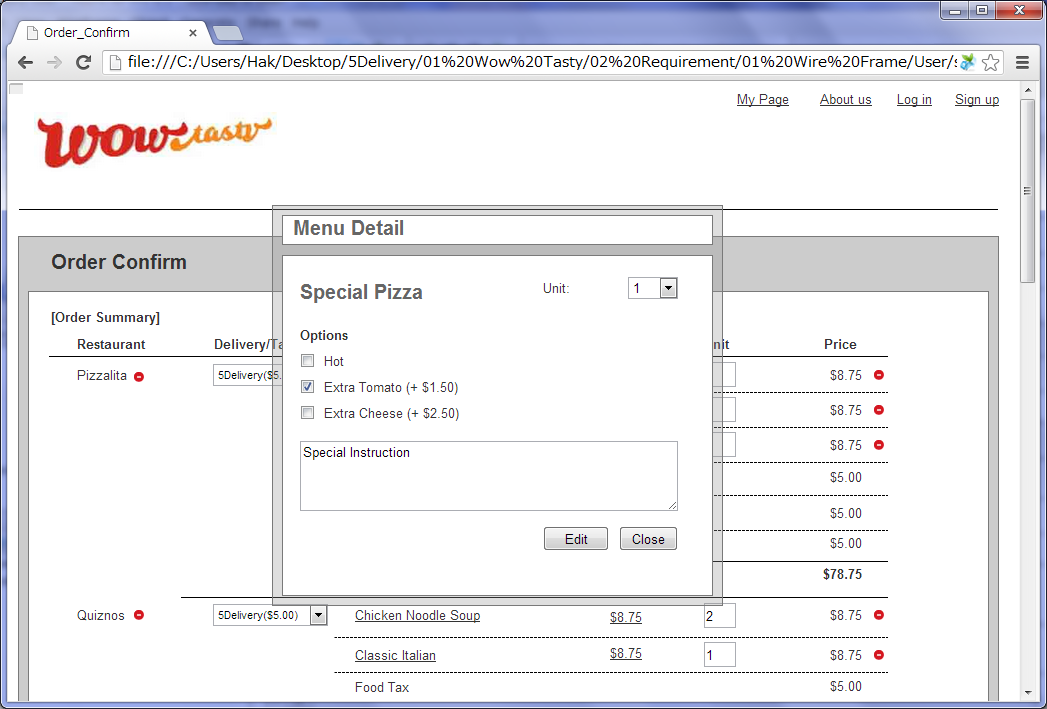 Order_Confirm
file:///C:/Users/Hak/Desktop/5Delivery/01%20Wow%20Tasty/02%20Requirement/01%20Wire%20Frame/User/
My Page About us Log in Sign up
Wow tasty
Menu Detail
Order Confirm
Special Pizza Unit: 1
[Order Summary]
Options
Restaurant Delivery/Ta nit Price
Hot
Pizzalita 5Delivery($5. $8.75
Extra Tomato (+ $1.50)
Extra Cheese (+ $2.50) $8.75
$8.75
Special Instruction
$5.00
$5.00
Edit Close $5.00
$78.75
Quiznos 5Delivery($5.00) Chicken Noodle Soup $8.75 2 $8.75
Classic Italian $8.75 1 $8.75
Food Tax $5.00